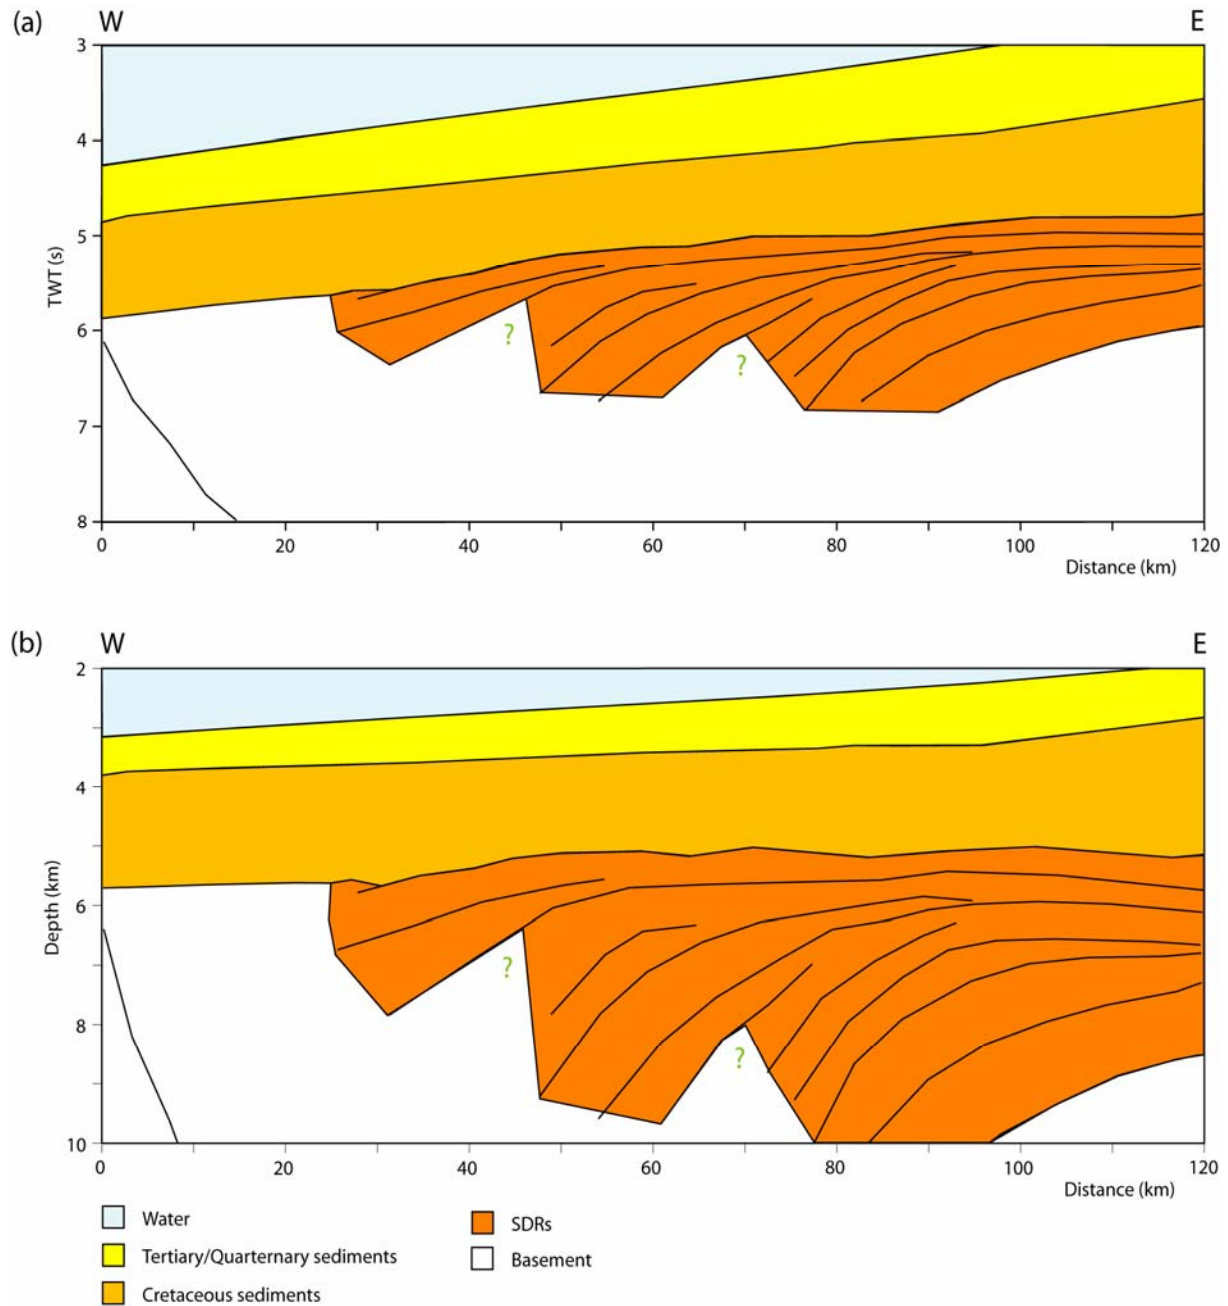 (a) W E
3
4
5
6
7
8
TWT (s)
? ?
0 20 40 60 80 100 120
Distance (km)
(b) W E
2
4
6
8
10
Depth (km)
? ?
0 20 40 60 80 100 120
Distance (km)
Water
Tertiary/Quarternary sediments
Cretaceous sediments
SDRs
Basement